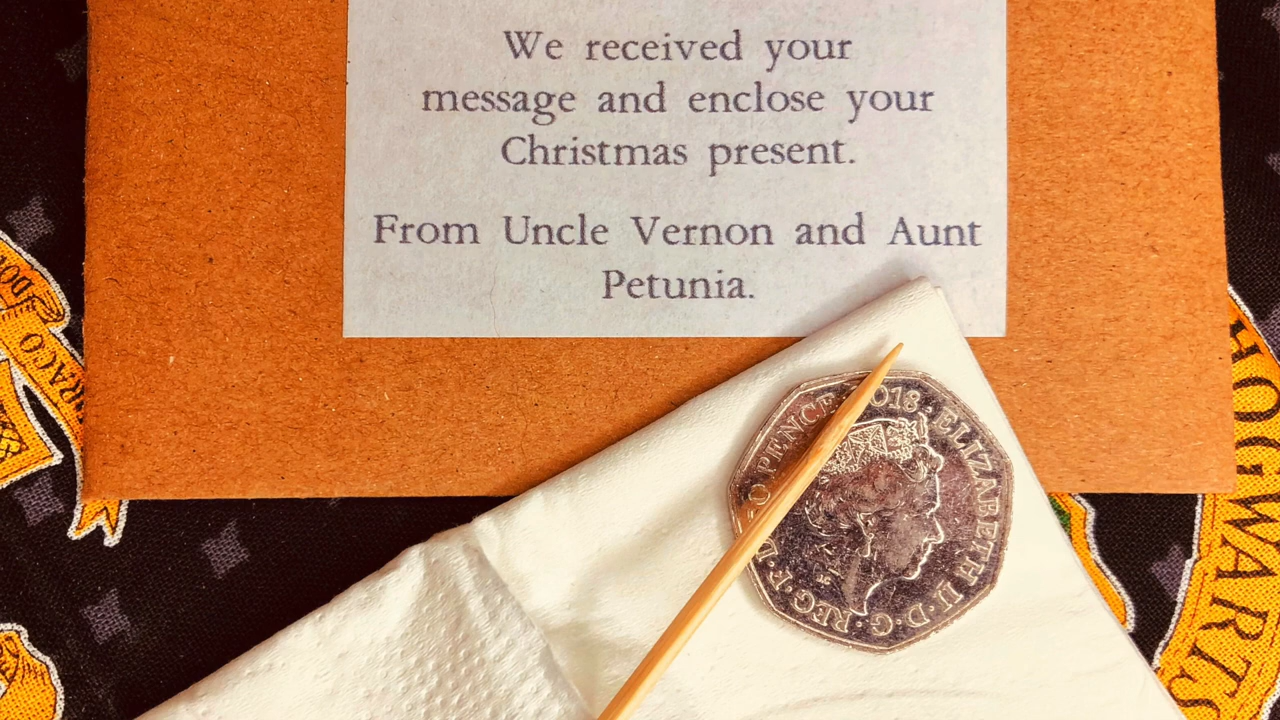 We received your
message and enclose your
Christmas present.
From Uncle Vernon and Aunt
Petunia.
PENCE 2018 · ELIZABETH II · D · G · REG · F · D
DRACO
HOGWARTS